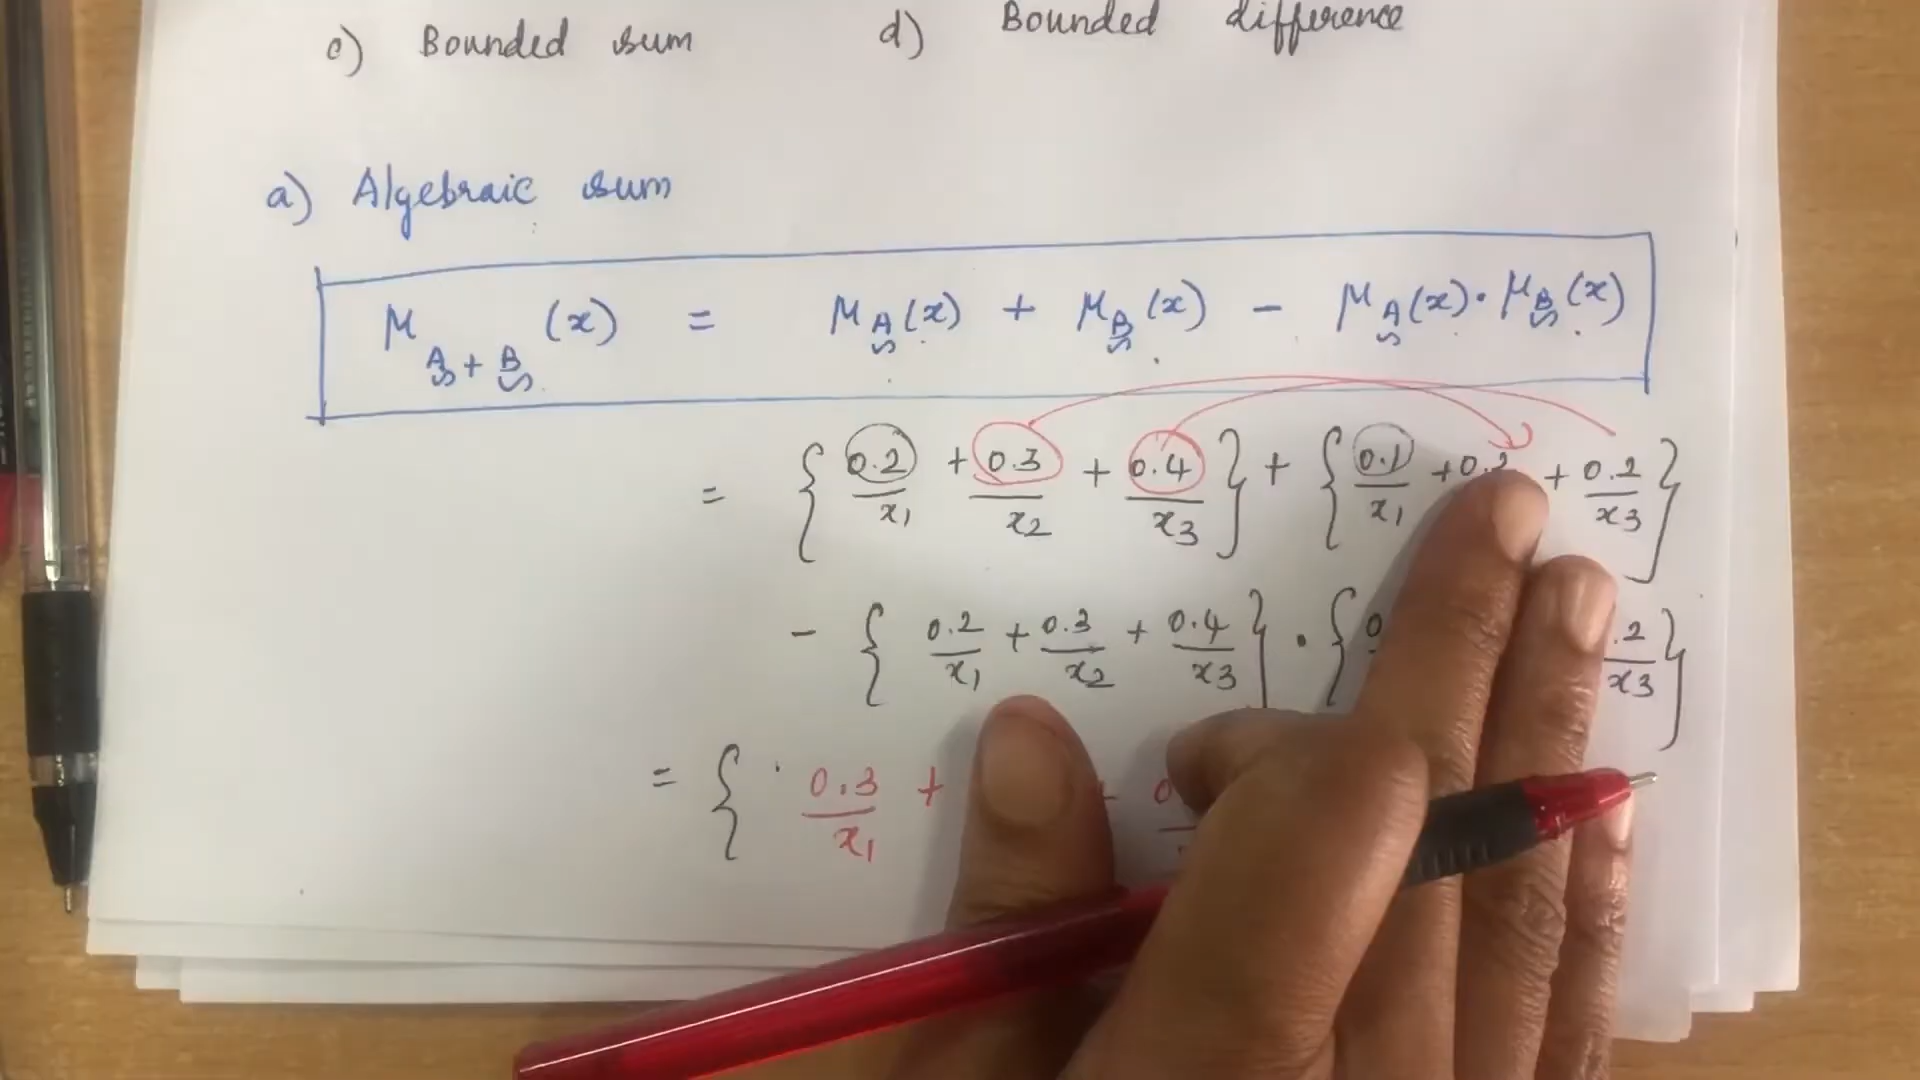 c) Bounded sum d) Bounded difference
a) Algebraic sum
μ A+B (x) = μA(x) + μB(x) - μA(x)·μB(x)
= { 0.2/x1 + 0.3/x2 + 0.4/x3 } + { 0.1/x1 + + 0.2/x3 }
- { 0.2/x1 + 0.3/x2 + 0.4/x3 } · { .2/x3 }
= { 0.3/x1 +